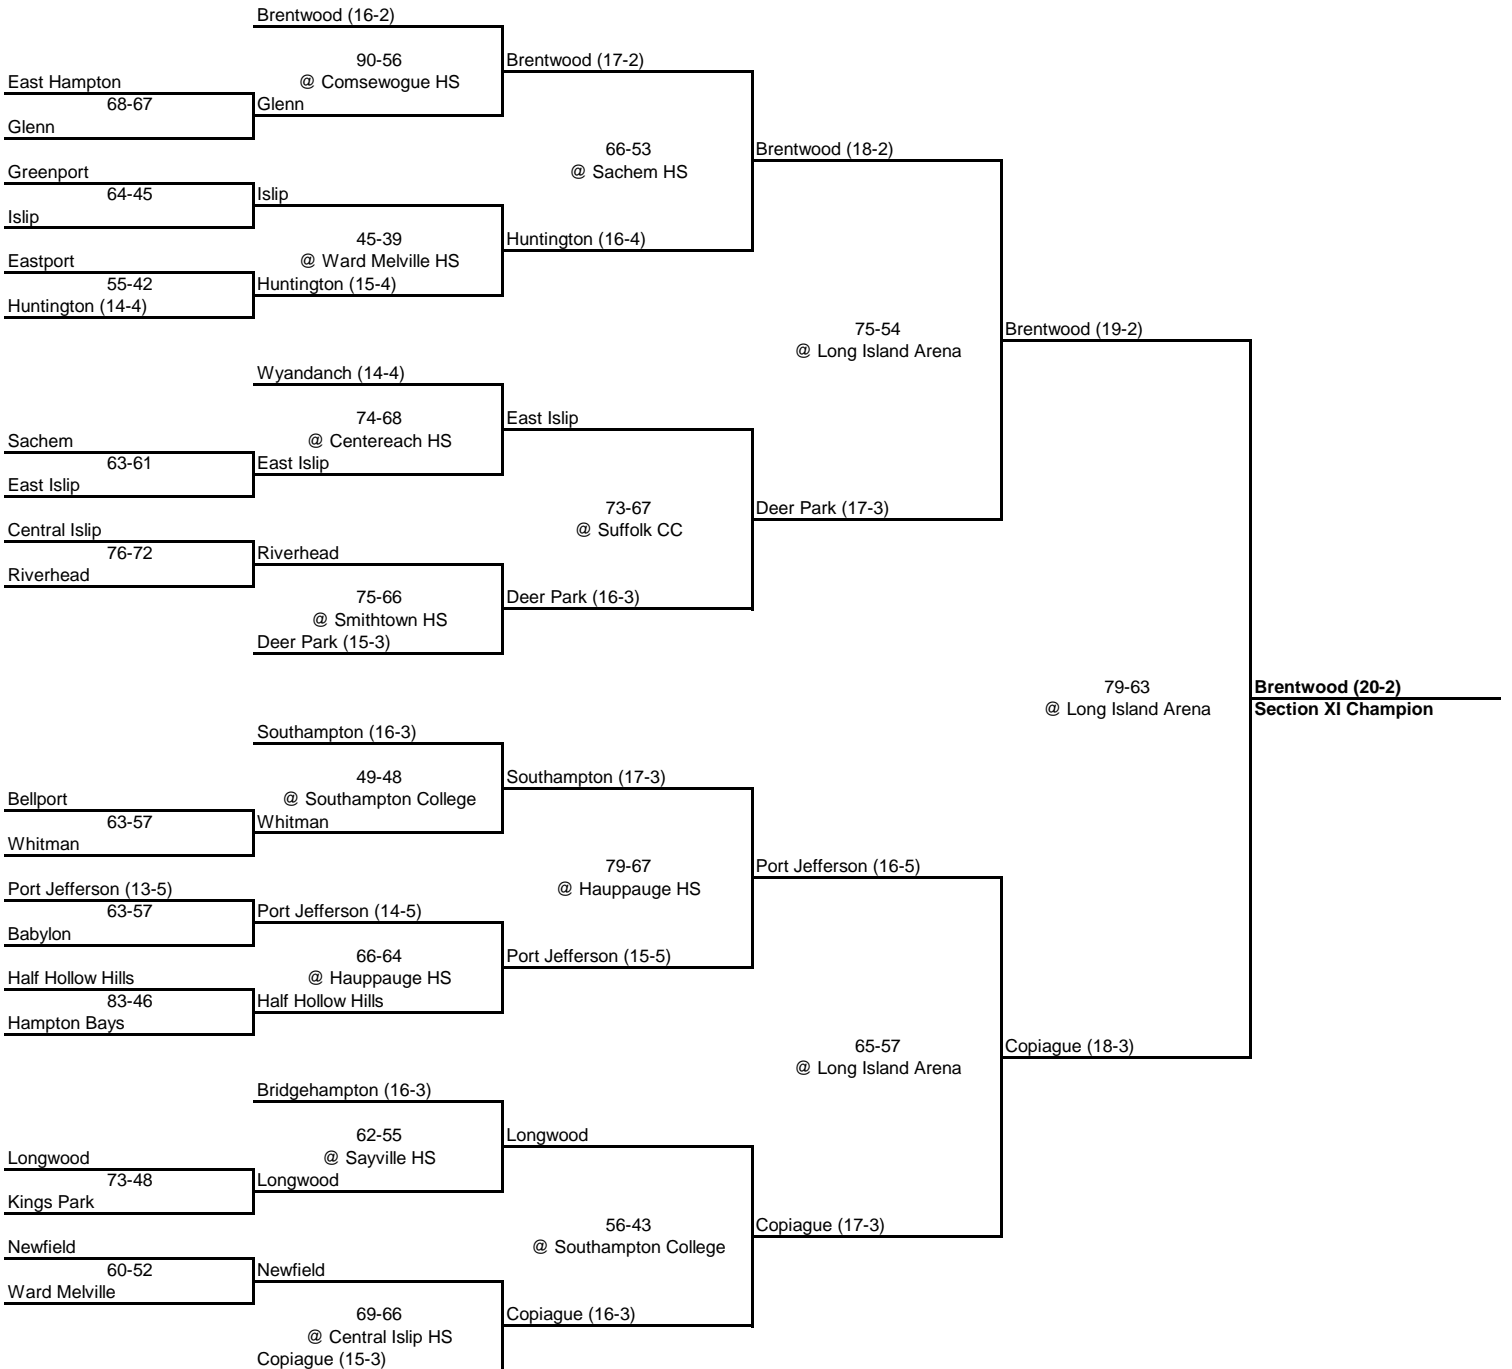 Brentwood (16-2)
90-56
@ Comsewogue HS
Brentwood (17-2)
East Hampton
68-67
Glenn
Glenn
66-53
@ Sachem HS
Brentwood (18-2)
Greenport
64-45
Islip
Islip
45-39
@ Ward Melville HS
Huntington (16-4)
Eastport
55-42
Huntington (14-4)
Huntington (15-4)
75-54
@ Long Island Arena
Brentwood (19-2)
Wyandanch (14-4)
74-68
@ Centereach HS
East Islip
Sachem
63-61
East Islip
East Islip
73-67
@ Suffolk CC
Deer Park (17-3)
Central Islip
76-72
Riverhead
Riverhead
75-66
@ Smithtown HS
Deer Park (16-3)
Deer Park (15-3)
79-63
@ Long Island Arena
Brentwood (20-2)
Section XI Champion
Southampton (16-3)
49-48
@ Southampton College
Southampton (17-3)
Bellport
63-57
Whitman
Whitman
79-67
@ Hauppauge HS
Port Jefferson (16-5)
Port Jefferson (13-5)
63-57
Babylon
Port Jefferson (14-5)
66-64
@ Hauppauge HS
Port Jefferson (15-5)
Half Hollow Hills
83-46
Hampton Bays
Half Hollow Hills
65-57
@ Long Island Arena
Copiague (18-3)
Bridgehampton (16-3)
62-55
@ Sayville HS
Longwood
Longwood
73-48
Kings Park
Longwood
56-43
@ Southampton College
Copiague (17-3)
Newfield
60-52
Ward Melville
Newfield
69-66
@ Central Islip HS
Copiague (16-3)
Copiague (15-3)